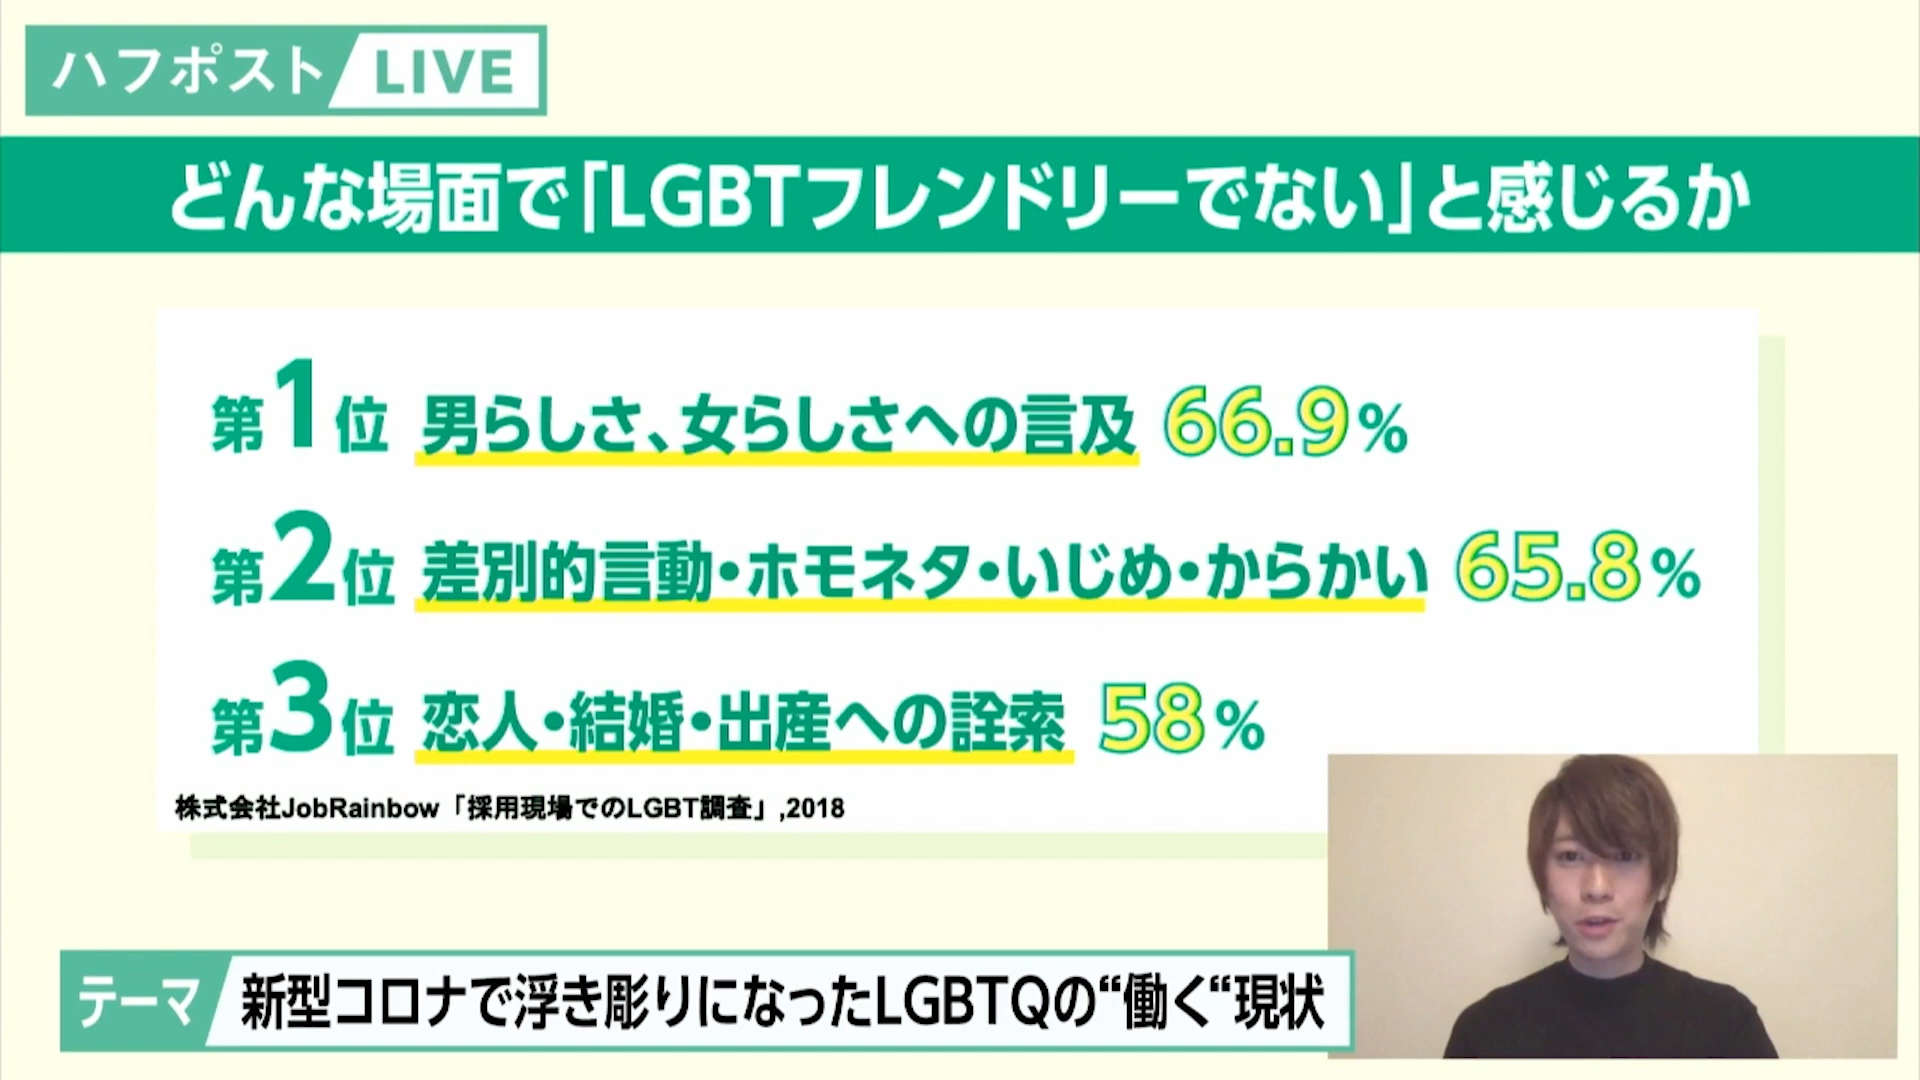 ハフポスト LIVE
どんな場面で「LGBTフレンドリーでない」と感じるか
第1位 男らしさ、女らしさへの言及 66.9%
第2位 差別的言動・ホモネタ・いじめ・からかい 65.8%
第3位 恋人・結婚・出産への詮索 58%
株式会社JobRainbow「採用現場でのLGBT調査」,2018
テーマ 新型コロナで浮き彫りになったLGBTQの“働く“現状